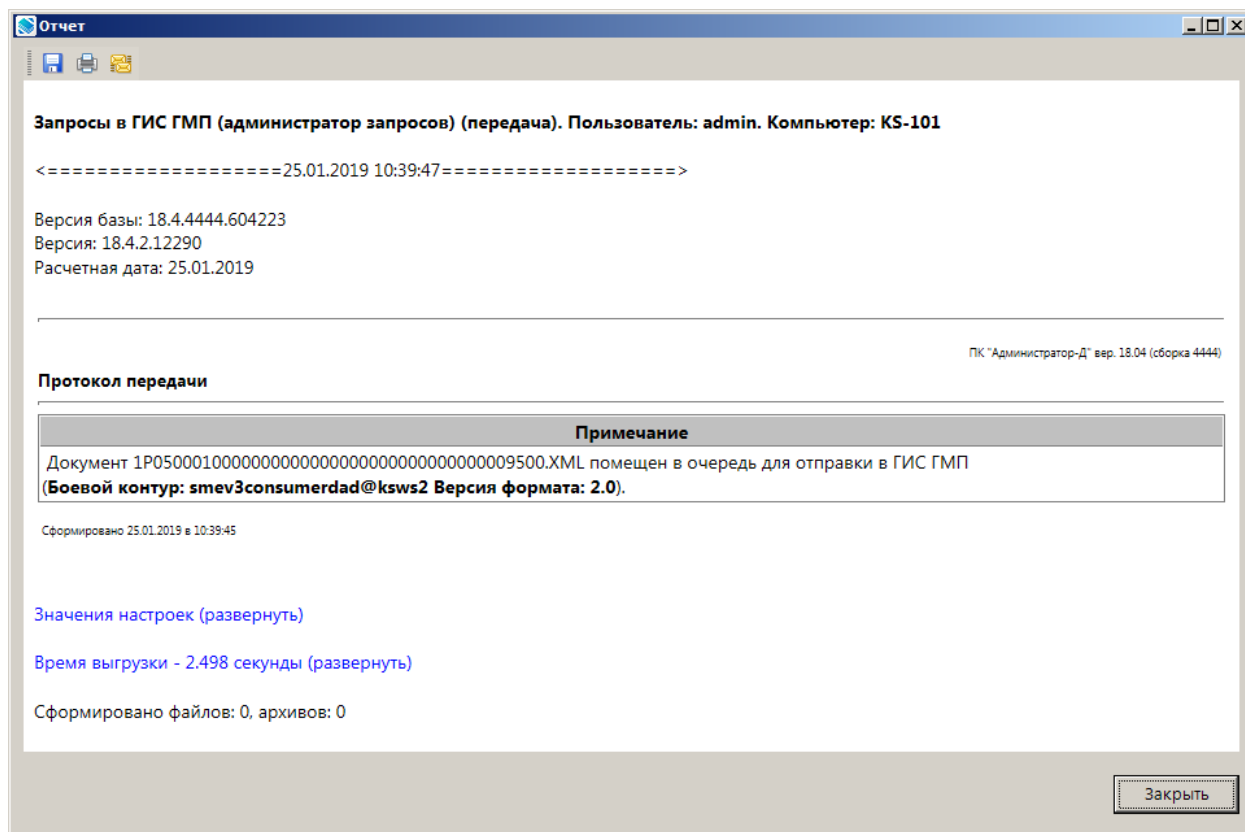 Отчет
Запросы в ГИС ГМП (администратор запросов) (передача). Пользователь: admin. Компьютер: KS-101
<===================25.01.2019 10:39:47===================>
Версия базы: 18.4.4444.604223
Версия: 18.4.2.12290
Расчетная дата: 25.01.2019
ПК "Администратор-Д" вер. 18.04 (сборка 4444)
Протокол передачи
Примечание
Документ 1P0500010000000000000000000000000000009500.XML помещен в очередь для отправки в ГИС ГМП
(Боевой контур: smev3consumerdad@ksws2 Версия формата: 2.0).
Сформировано 25.01.2019 в 10:39:45
Значения настроек (развернуть)
Время выгрузки - 2.498 секунды (развернуть)
Сформировано файлов: 0, архивов: 0
Закрыть